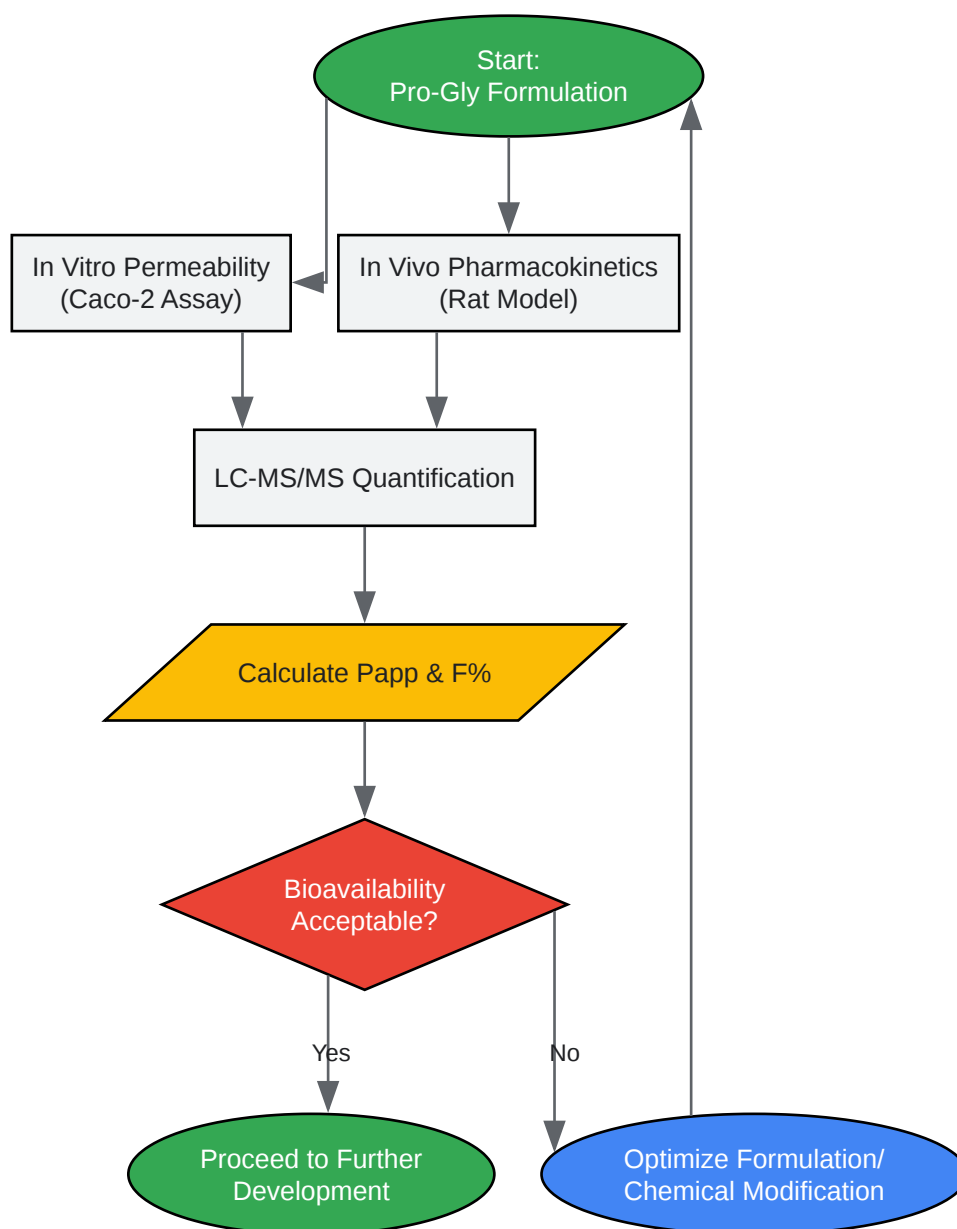 Start:
Pro-Gly Formulation
In Vitro Permeability
(Caco-2 Assay)
In Vivo Pharmacokinetics
(Rat Model)
LC-MS/MS Quantification
Calculate Papp & F%
Bioavailability
Acceptable?
Yes
No
Proceed to Further
Development
Optimize Formulation/
Chemical Modification